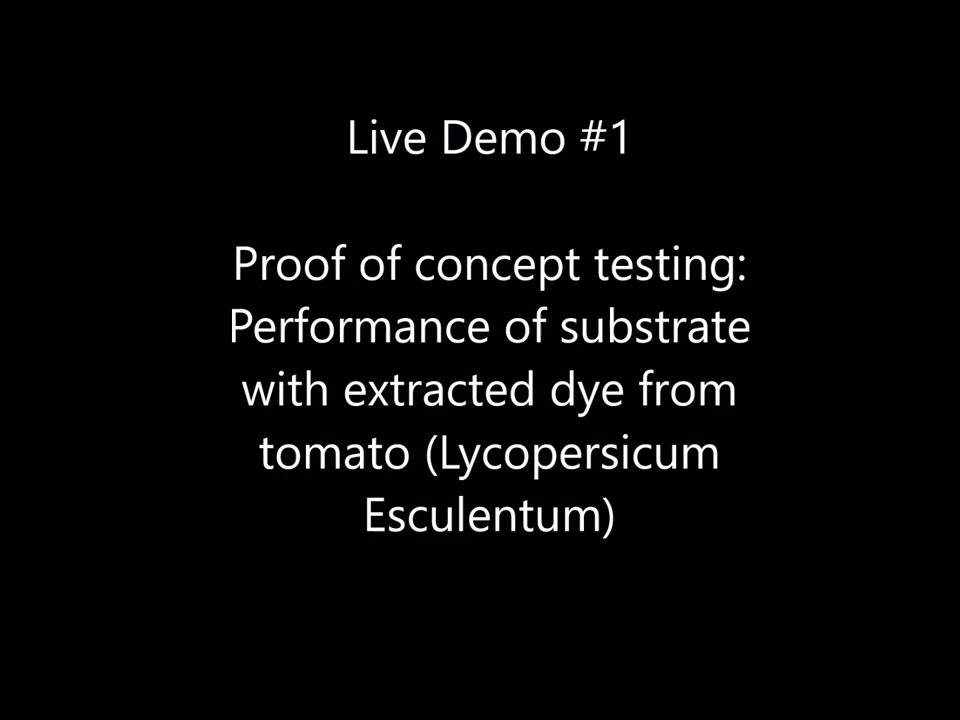 Live Demo #1
Proof of concept testing:
Performance of substrate
with extracted dye from
tomato (Lycopersicum
Esculentum)